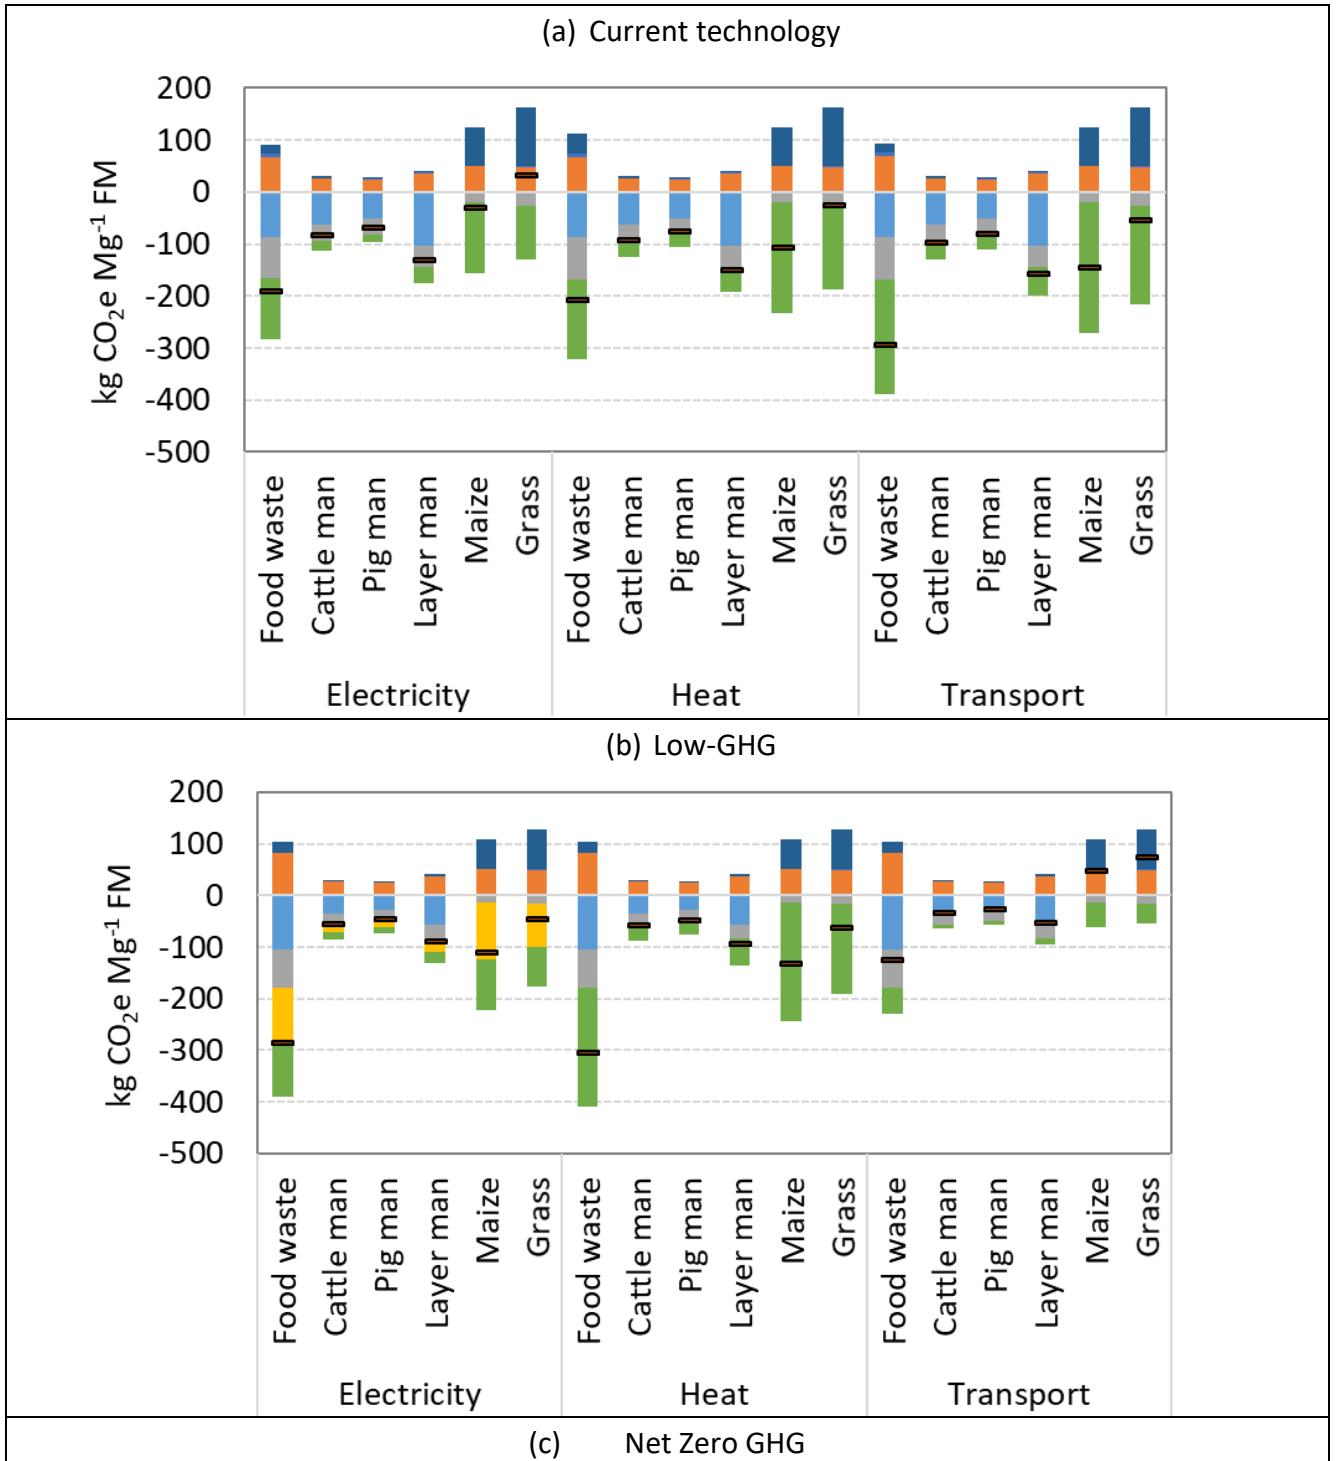 (a) Current technology
200
100
0
-100
-200
-300
-400
-500
kg CO₂e Mg⁻¹ FM
Food waste
Cattle man
Pig man
Layer man
Maize
Grass
Food waste
Cattle man
Pig man
Layer man
Maize
Grass
Food waste
Cattle man
Pig man
Layer man
Maize
Grass
Electricity
Heat
Transport
(b) Low-GHG
200
100
0
-100
-200
-300
-400
-500
kg CO₂e Mg⁻¹ FM
Food waste
Cattle man
Pig man
Layer man
Maize
Grass
Food waste
Cattle man
Pig man
Layer man
Maize
Grass
Food waste
Cattle man
Pig man
Layer man
Maize
Grass
Electricity
Heat
Transport
(c) Net Zero GHG